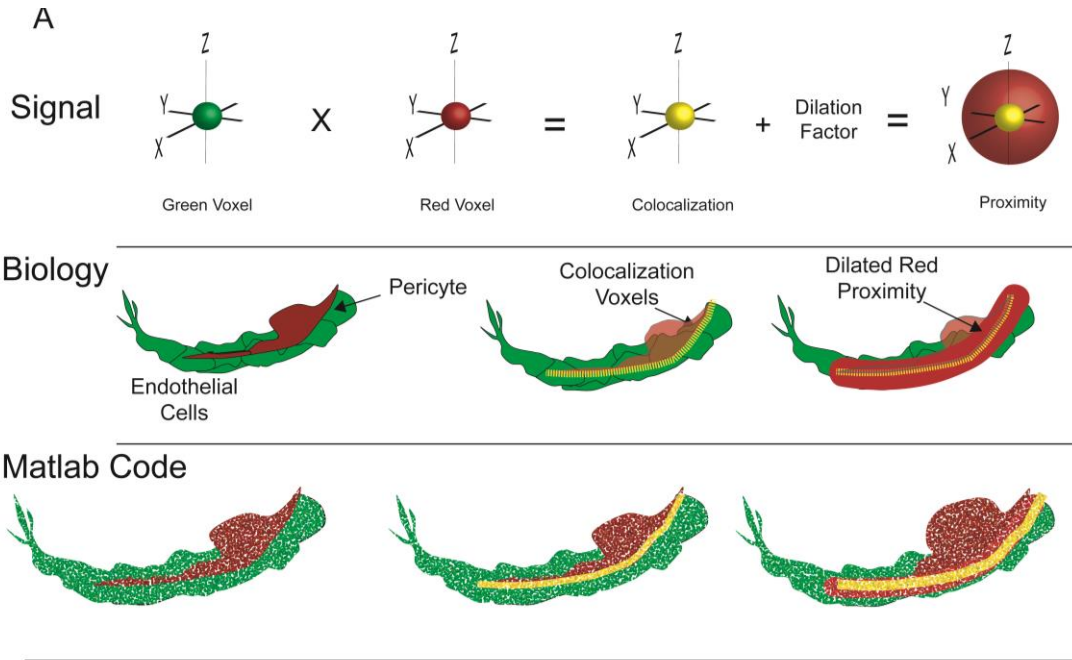 A
Signal
Z
Y
X
X
Z
Y
X
=
Z
Y
X
+
Dilation
Factor
=
Z
Y
X
Green Voxel
Red Voxel
Colocalization
Proximity
Biology
Pericyte
Endothelial
Cells
Colocalization
Voxels
Dilated Red
Proximity
Matlab Code